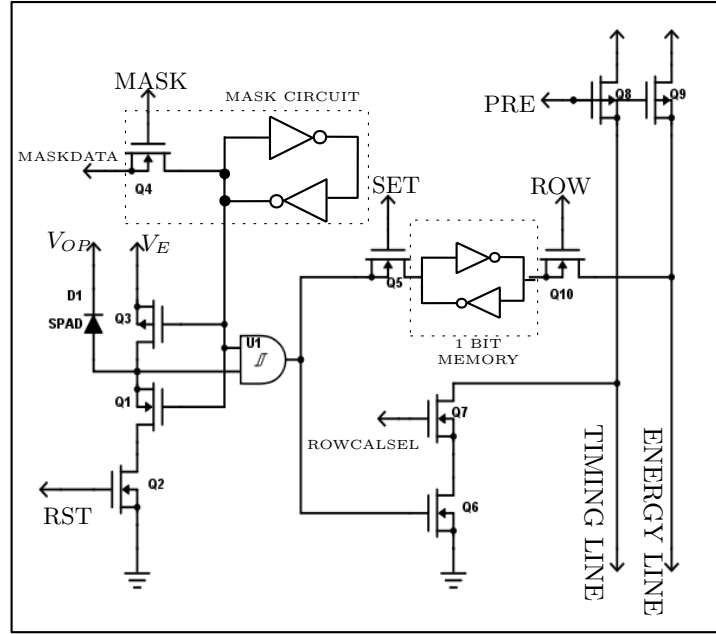 MASK
MASK CIRCUIT
Q8
Q9
PRE
MASKDATA
Q4
SET
ROW
V_OP
V_E
Q5
Q10
D1
SPAD
Q3
U1
1 BIT
MEMORY
Q1
Q7
ROWCALSEL
TIMING LINE
ENERGY LINE
Q2
RST
Q6